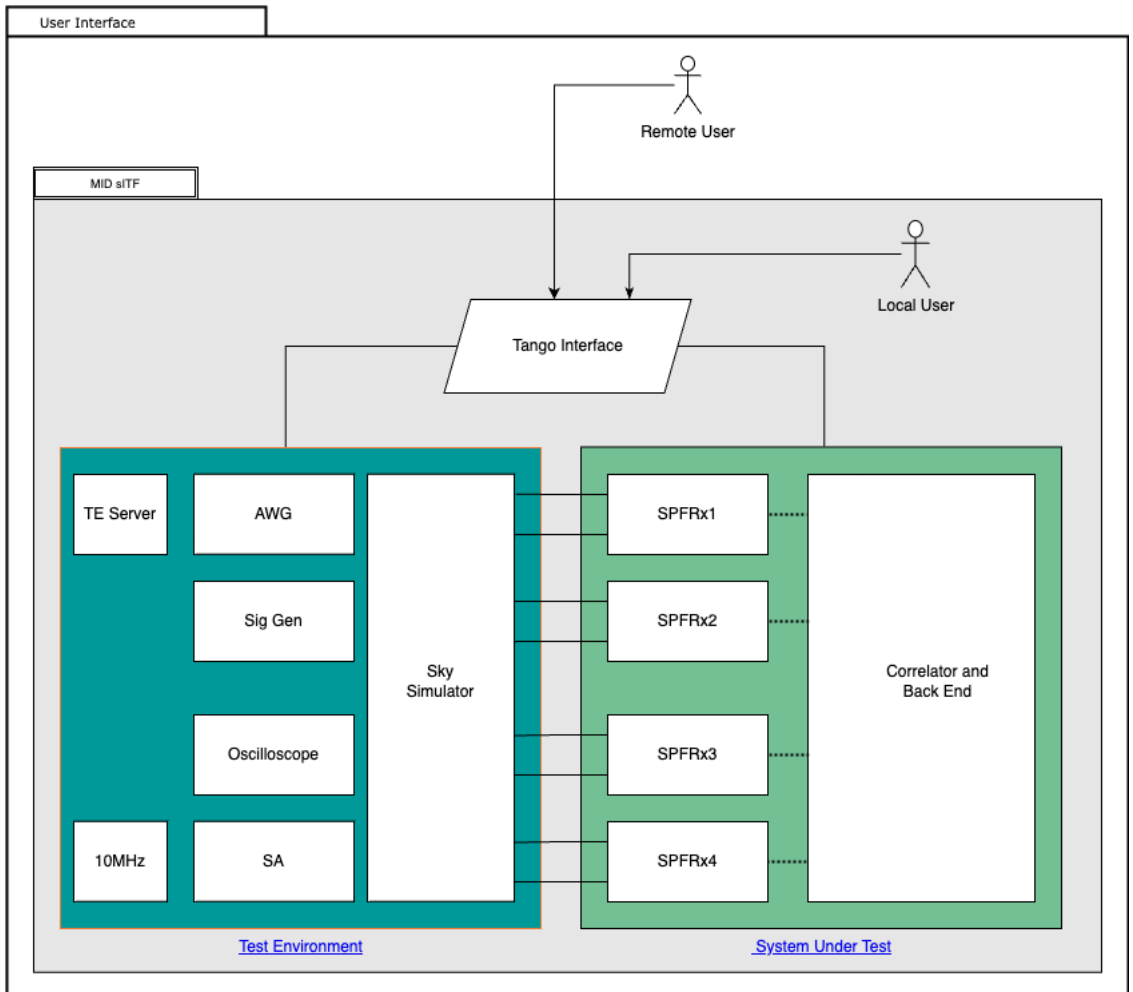 User Interface
Remote User
MID sITF
Local User
Tango Interface
TE Server
AWG
SPFRx1
Sig Gen
SPFRx2
Sky
Simulator
Correlator and
Back End
Oscilloscope
SPFRx3
10MHz
SA
SPFRx4
Test Environment
System Under Test